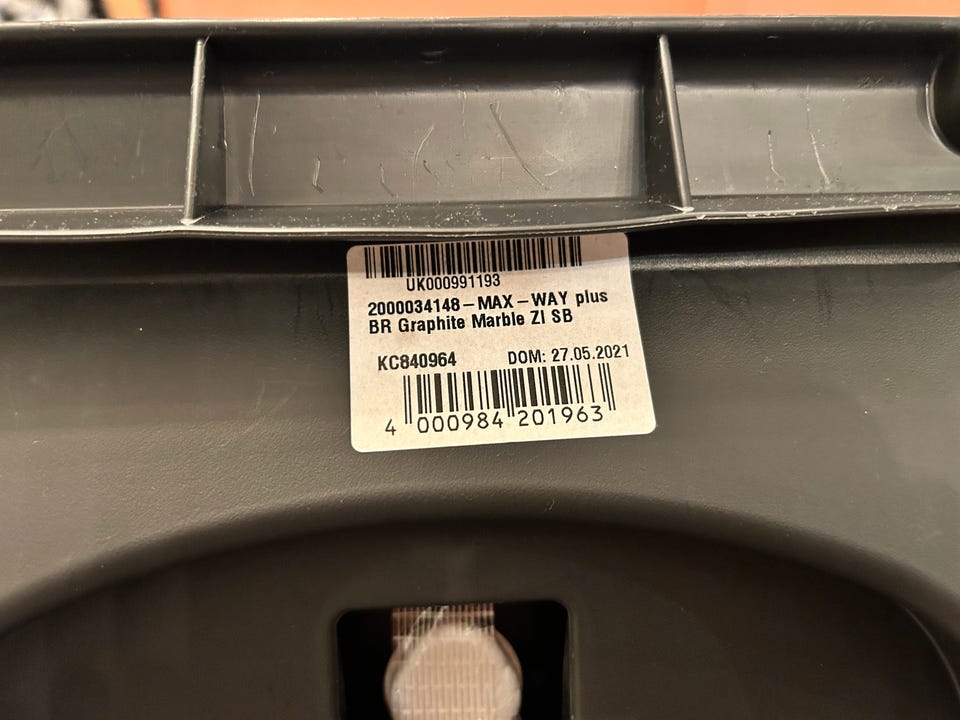 UK000991193
2000034148 – MAX – WAY plus
BR Graphite Marble ZI SB
KC840964 DOM: 27.05.2021
4 000984 201963